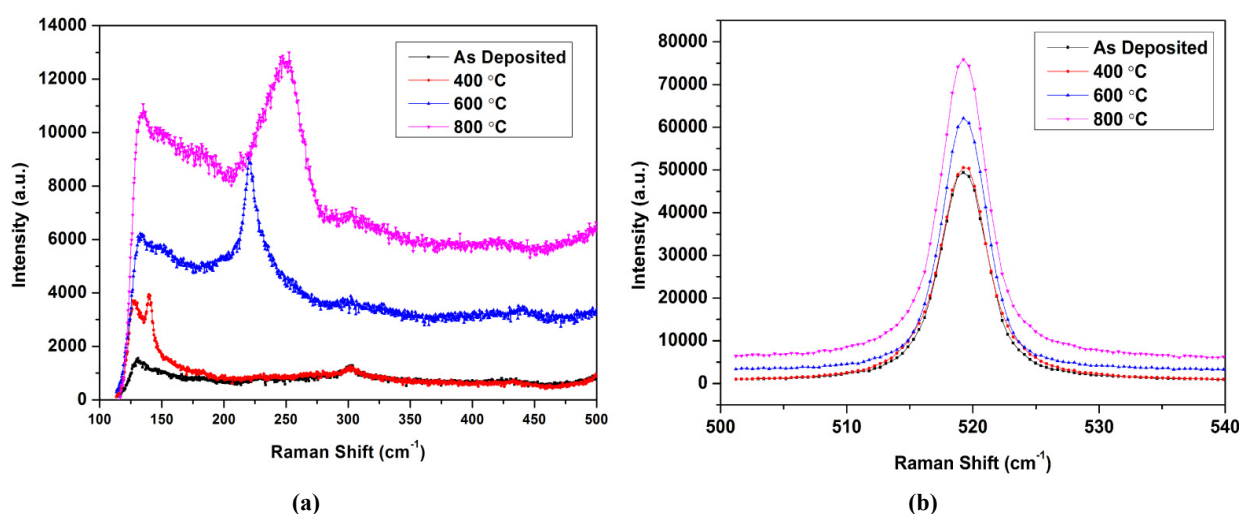 14000
12000
10000
8000
6000
4000
2000
0
Intensity (a.u.)
As Deposited
400 °C
600 °C
800 °C
100 150 200 250 300 350 400 450 500
Raman Shift (cm⁻¹)
(a)
80000
70000
60000
50000
40000
30000
20000
10000
0
Intensity (a.u.)
As Deposited
400 °C
600 °C
800 °C
500 510 520 530 540
Raman Shift (cm⁻¹)
(b)